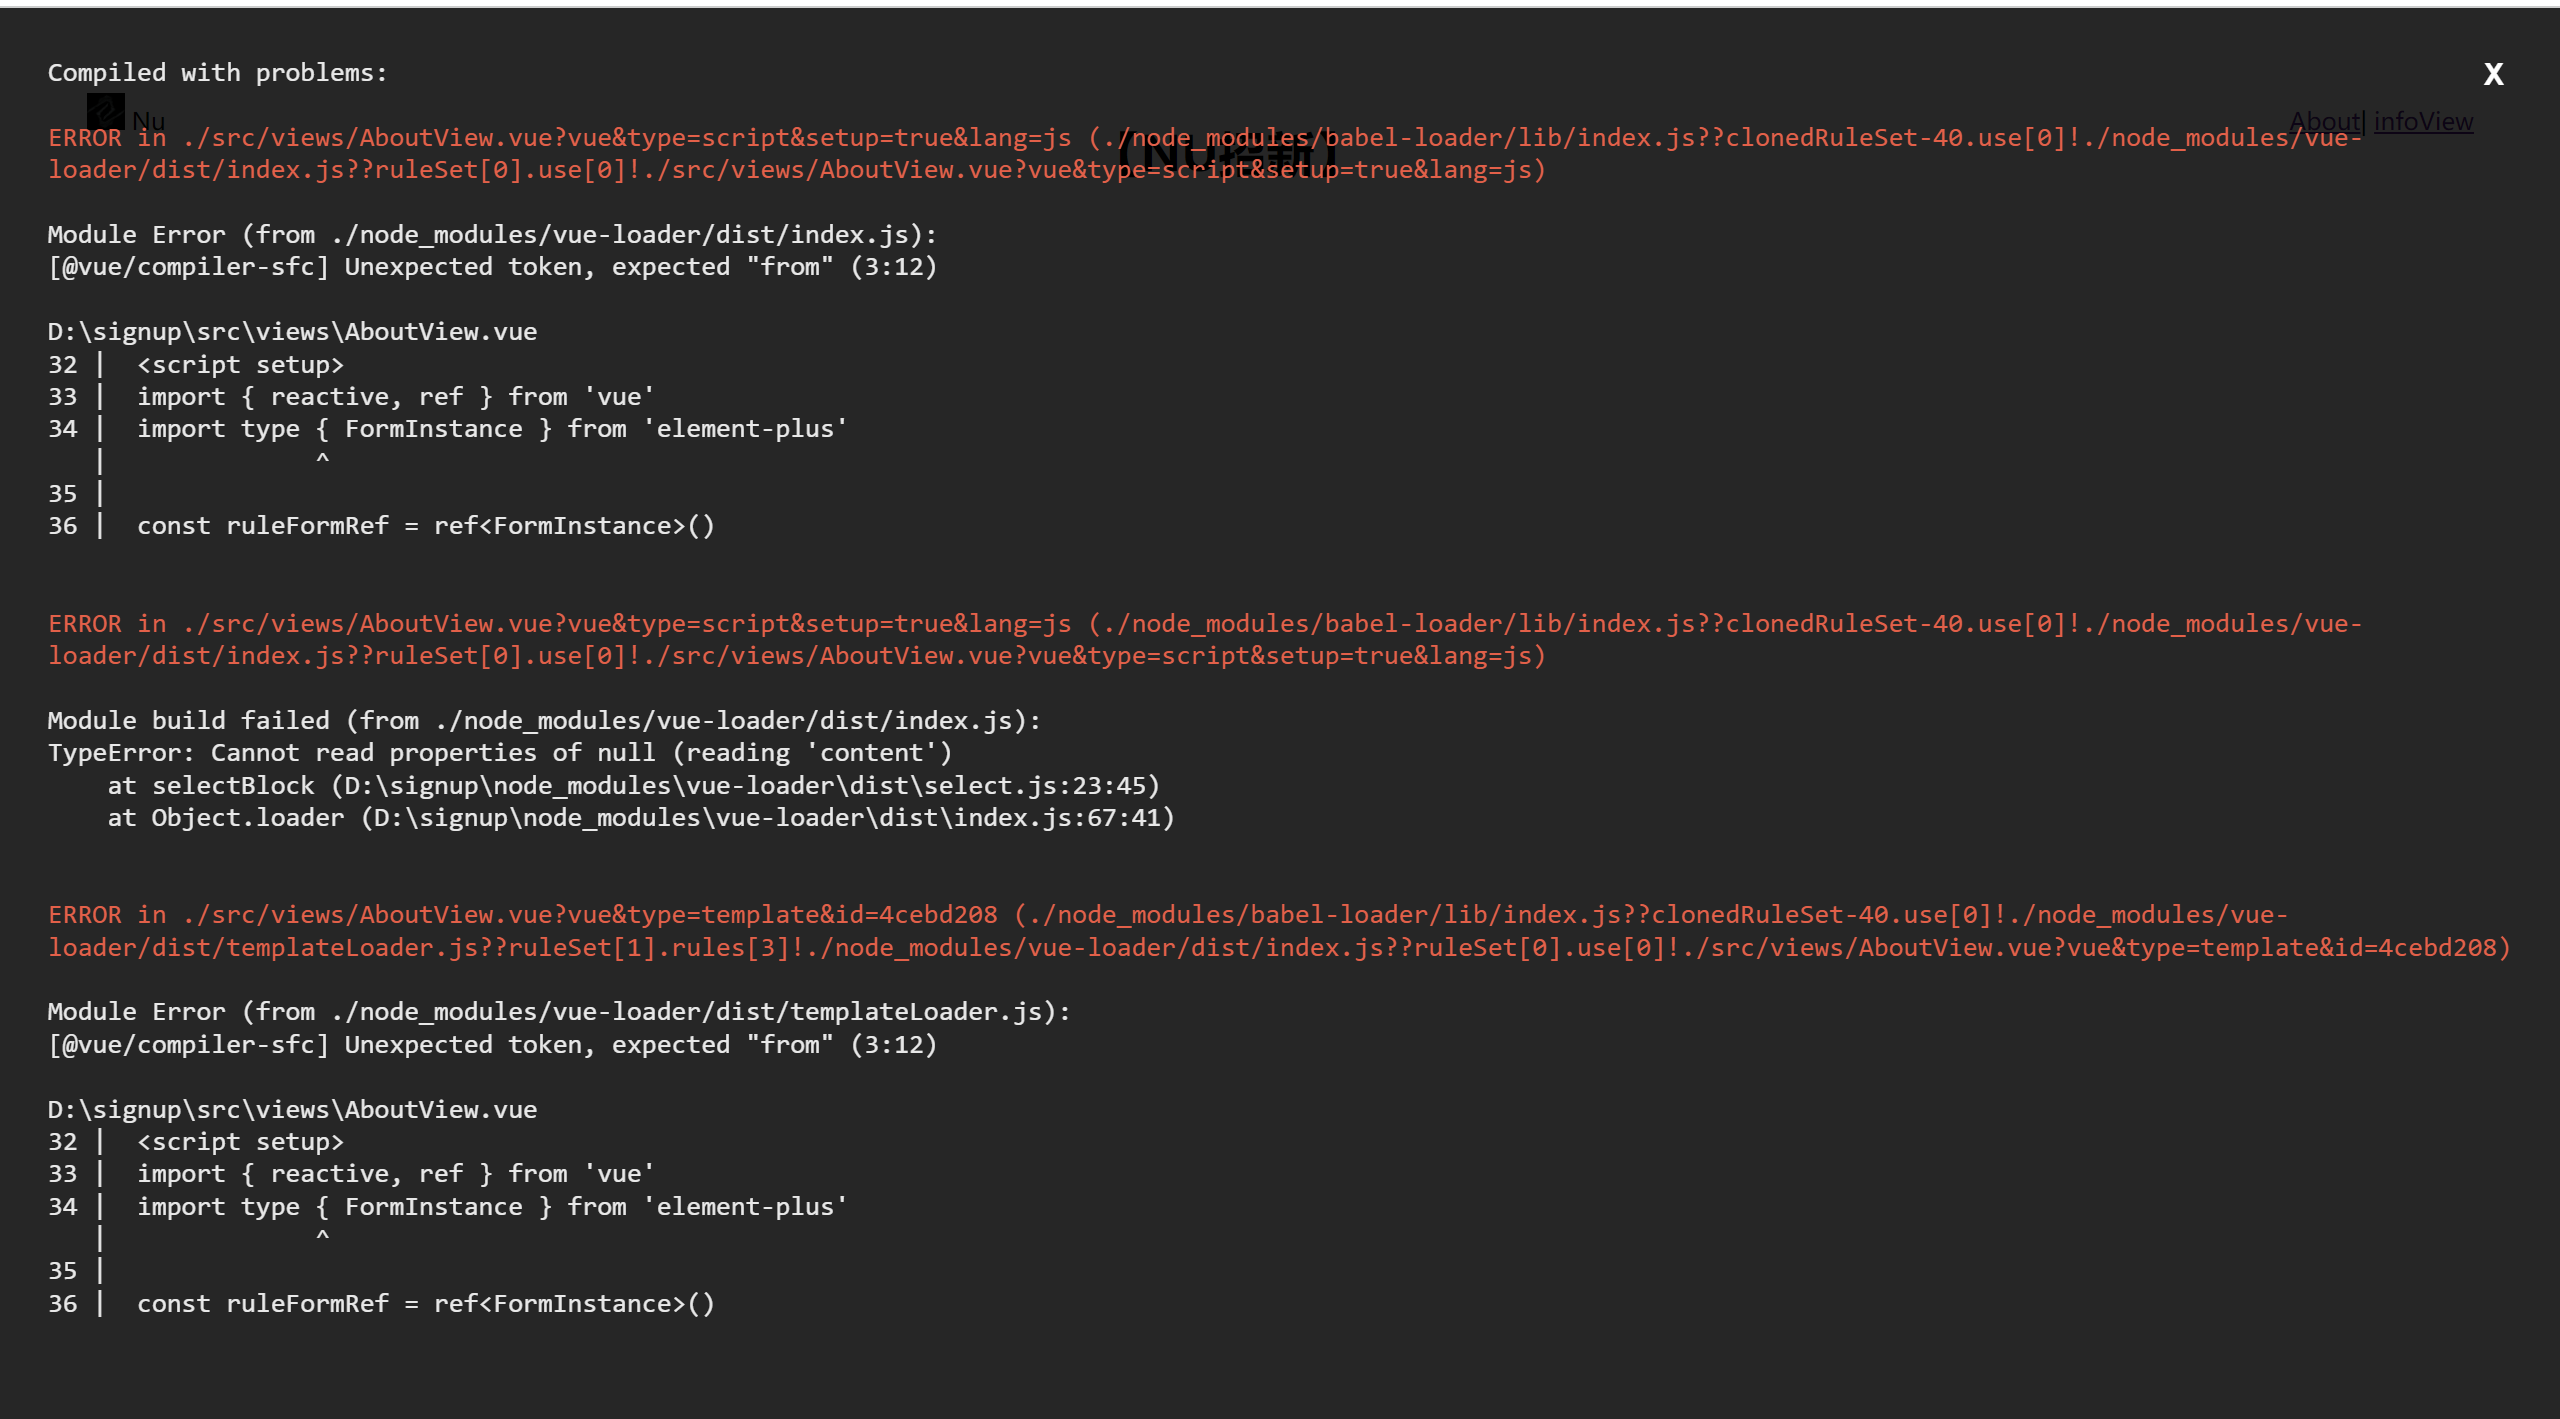 Compiled with problems:
X
Nu
About| infoView
ERROR in ./src/views/AboutView.vue?vue&type=script&setup=true&lang=js (./node_modules/babel-loader/lib/index.js??clonedRuleSet-40.use[0]!./node_modules/vue-
loader/dist/index.js??ruleSet[0].use[0]!./src/views/AboutView.vue?vue&type=script&setup=true&lang=js)
Module Error (from ./node_modules/vue-loader/dist/index.js):
[@vue/compiler-sfc] Unexpected token, expected "from" (3:12)
D:\signup\src\views\AboutView.vue
32 |  <script setup>
33 |  import { reactive, ref } from 'vue'
34 |  import type { FormInstance } from 'element-plus'
   |              ^
35 |
36 |  const ruleFormRef = ref<FormInstance>()
ERROR in ./src/views/AboutView.vue?vue&type=script&setup=true&lang=js (./node_modules/babel-loader/lib/index.js??clonedRuleSet-40.use[0]!./node_modules/vue-
loader/dist/index.js??ruleSet[0].use[0]!./src/views/AboutView.vue?vue&type=script&setup=true&lang=js)
Module build failed (from ./node_modules/vue-loader/dist/index.js):
TypeError: Cannot read properties of null (reading 'content')
    at selectBlock (D:\signup\node_modules\vue-loader\dist\select.js:23:45)
    at Object.loader (D:\signup\node_modules\vue-loader\dist\index.js:67:41)
ERROR in ./src/views/AboutView.vue?vue&type=template&id=4cebd208 (./node_modules/babel-loader/lib/index.js??clonedRuleSet-40.use[0]!./node_modules/vue-
loader/dist/templateLoader.js??ruleSet[1].rules[3]!./node_modules/vue-loader/dist/index.js??ruleSet[0].use[0]!./src/views/AboutView.vue?vue&type=template&id=4cebd208)
Module Error (from ./node_modules/vue-loader/dist/templateLoader.js):
[@vue/compiler-sfc] Unexpected token, expected "from" (3:12)
D:\signup\src\views\AboutView.vue
32 |  <script setup>
33 |  import { reactive, ref } from 'vue'
34 |  import type { FormInstance } from 'element-plus'
   |              ^
35 |
36 |  const ruleFormRef = ref<FormInstance>()